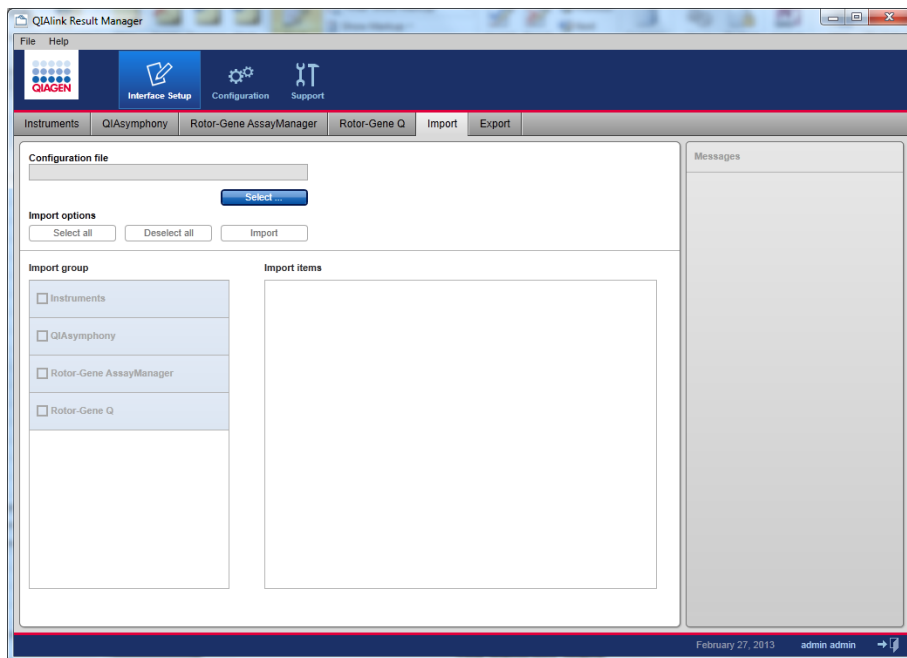 QIAlink Result Manager
File Help
QIAGEN
Interface Setup Configuration Support
Instruments QIAsymphony Rotor-Gene AssayManager Rotor-Gene Q Import Export
Configuration file
Messages
Select ...
Import options
Select all Deselect all Import
Import group Import items
Instruments
QIAsymphony
Rotor-Gene AssayManager
Rotor-Gene Q
February 27, 2013 admin admin